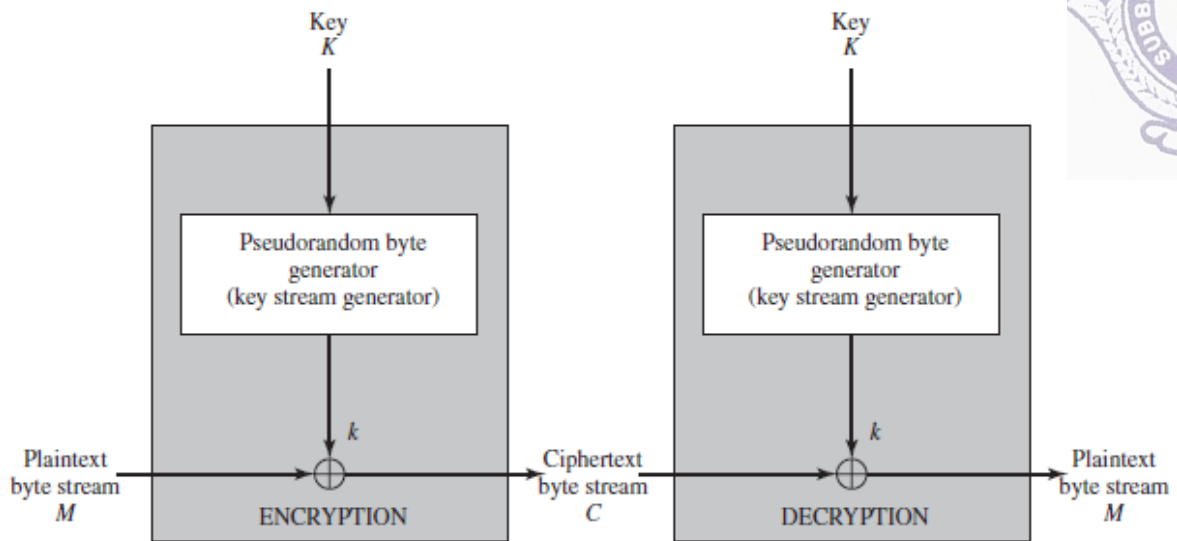 Key
K
Pseudorandom byte
generator
(key stream generator)
k
Plaintext
byte stream
M
ENCRYPTION
Ciphertext
byte stream
C
Key
K
Pseudorandom byte
generator
(key stream generator)
k
DECRYPTION
Plaintext
byte stream
M
SUBB